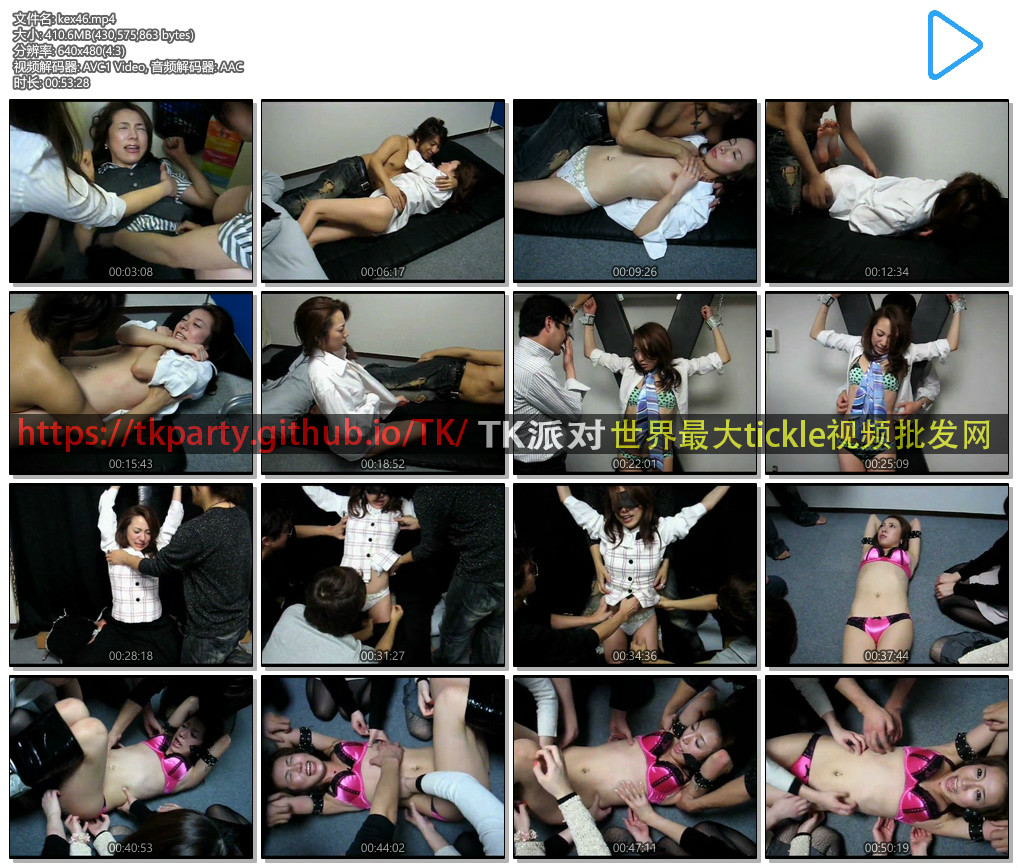 文件名: kex46.mp4
大小: 410.6MB(430,575,863 bytes)
分辨率: 640x480(4:3)
视频解码器: AVC1 Video, 音频解码器: AAC
时长: 00:53:28
00:03:08
00:06:17
00:09:26
00:12:34
https://tkparty.github.io/TK/ TK派对 世界最大tickle视频批发网
00:15:43
00:18:52
00:22:01
00:25:09
00:28:18
00:31:27
00:34:36
00:37:44
00:40:53
00:44:02
00:47:11
00:50:19